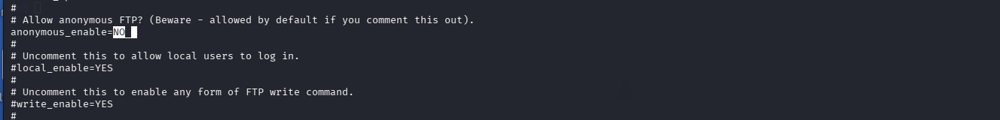 #
# Allow anonymous FTP? (Beware - allowed by default if you comment this out).
anonymous_enable=NO
#
# Uncomment this to allow local users to log in.
#local_enable=YES
#
# Uncomment this to enable any form of FTP write command.
#write_enable=YES
#